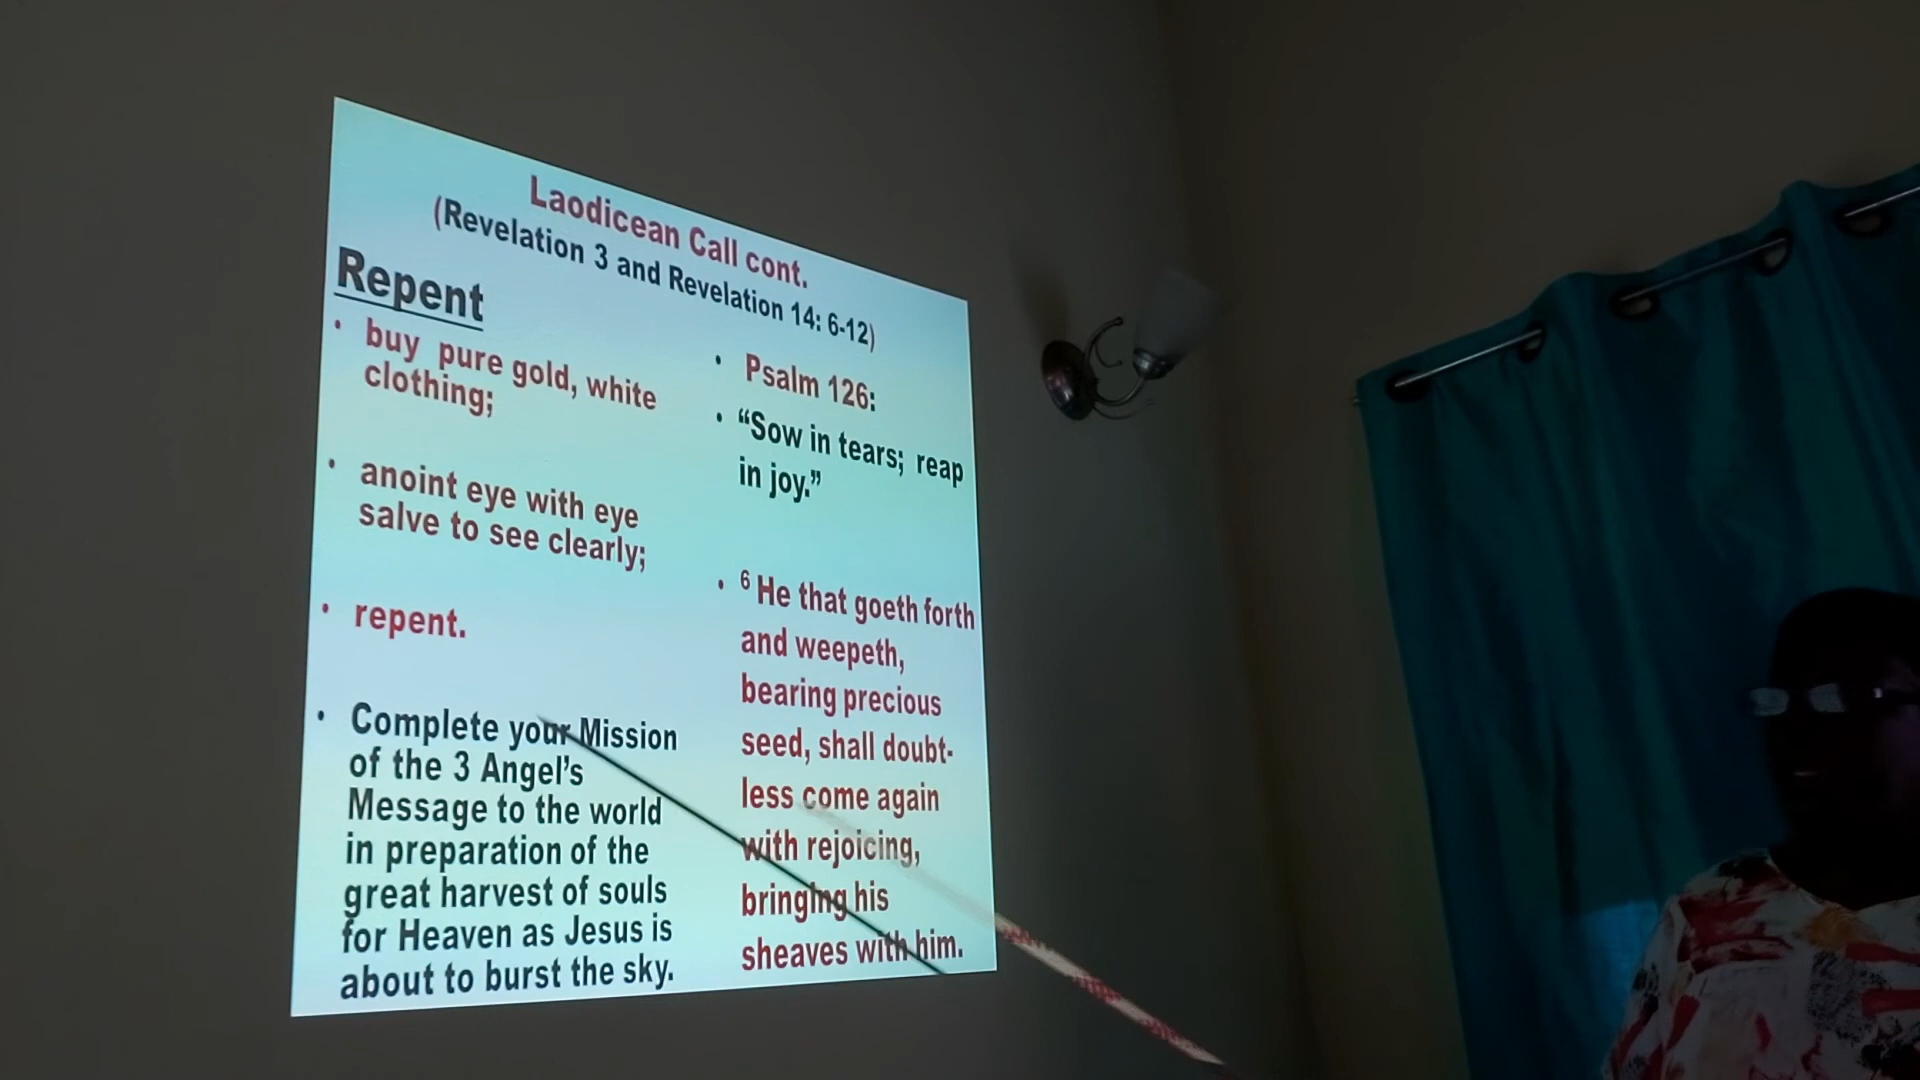 Laodicean Call cont.
(Revelation 3 and Revelation 14: 6-12)
Repent
• buy pure gold, white
clothing;
• anoint eye with eye
salve to see clearly;
• repent.
• Complete your Mission
of the 3 Angel's
Message to the world
in preparation of the
great harvest of souls
for Heaven as Jesus is
about to burst the sky.
• Psalm 126:
• “Sow in tears; reap
in joy.”
• 6 He that goeth forth
and weepeth,
bearing precious
seed, shall doubt-
less come again
with rejoicing,
bringing his
sheaves with him.